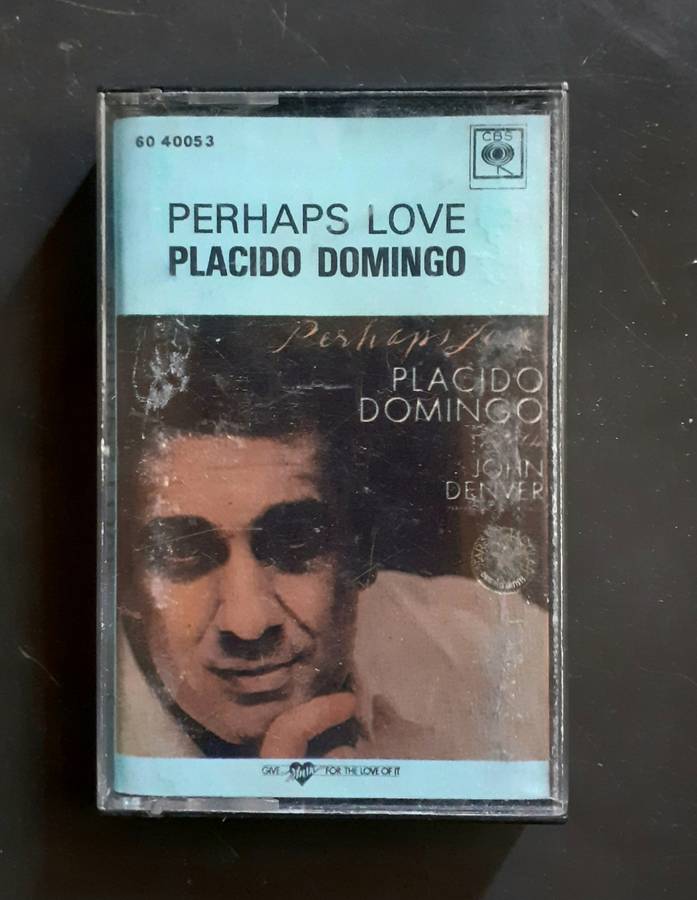 60 40053
CBS
PERHAPS LOVE
PLACIDO DOMINGO
Perhaps Love
PLACIDO
DOMINGO
JOHN
DENVER
GIVE Music FOR THE LOVE OF IT